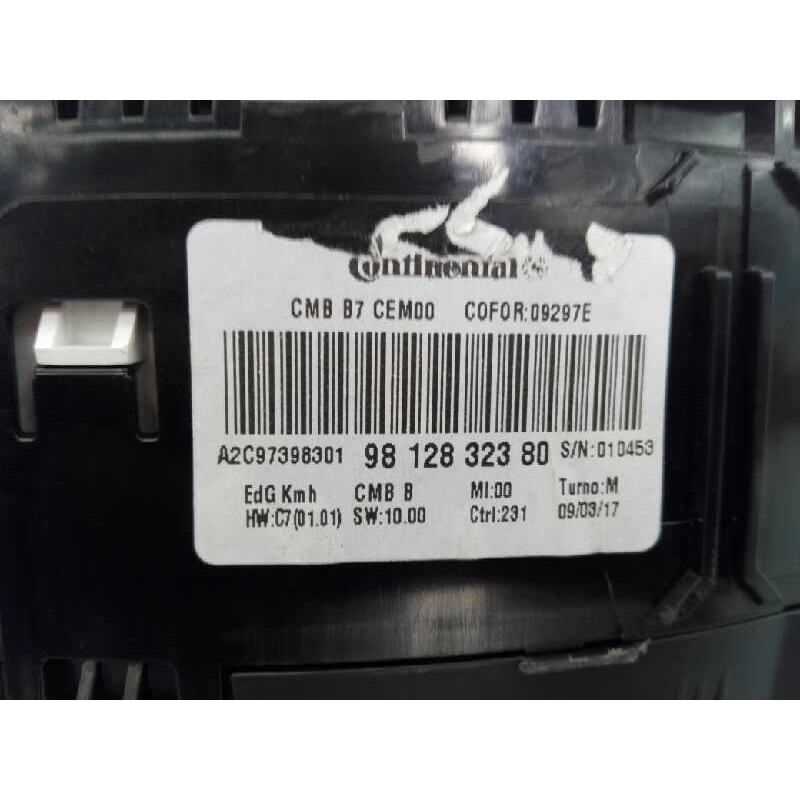 Continental
CMB B7 CEM00 COFOR:09297E
A2C97398301 98 128 323 80 S/N:010453
EdG Kmh CMB B MI:00 Turno:M
HW:C7(01.01) SW:10.00 Ctrl:231 09/03/17